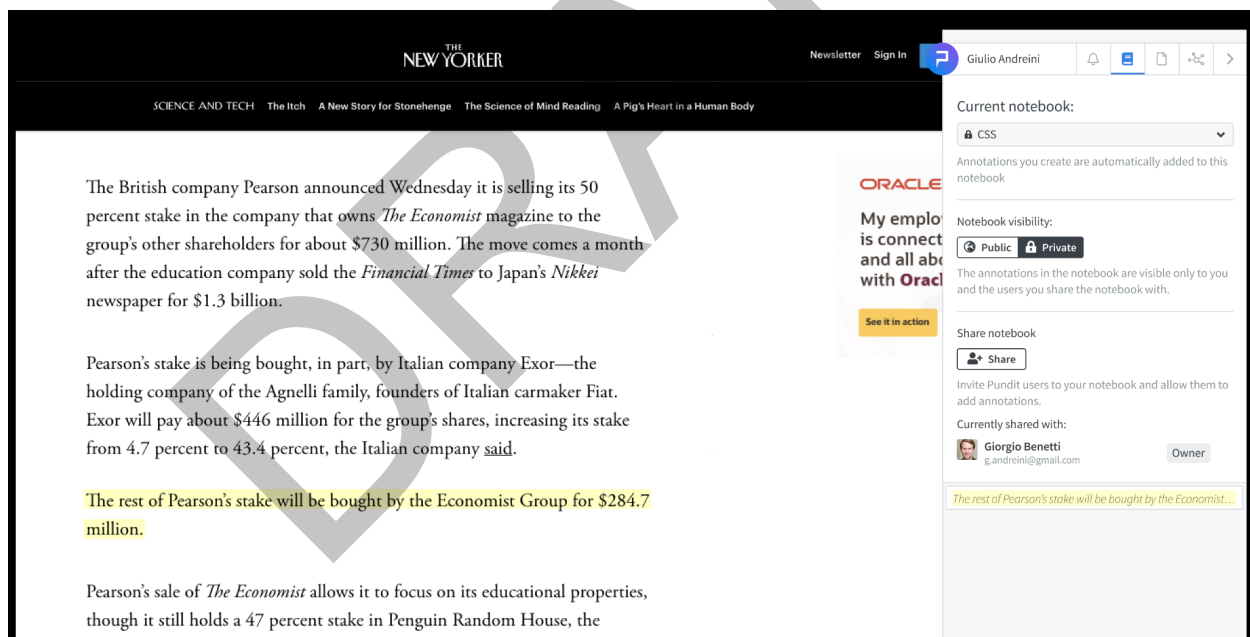 THE
NEW YORKER
Newsletter Sign In
SCIENCE AND TECH The Itch A New Story for Stonehenge The Science of Mind Reading A Pig's Heart in a Human Body
The British company Pearson announced Wednesday it is selling its 50
percent stake in the company that owns The Economist magazine to the
group's other shareholders for about $730 million. The move comes a month
after the education company sold the Financial Times to Japan's Nikkei
newspaper for $1.3 billion.
Pearson's stake is being bought, in part, by Italian company Exor—the
holding company of the Agnelli family, founders of Italian carmaker Fiat.
Exor will pay about $446 million for the group's shares, increasing its stake
from 4.7 percent to 43.4 percent, the Italian company said.
The rest of Pearson's stake will be bought by the Economist Group for $284.7
million.
Pearson's sale of The Economist allows it to focus on its educational properties,
though it still holds a 47 percent stake in Penguin Random House, the
ORACLE
My emplo
is connect
and all abo
with Oracl
See it in action
Giulio Andreini
Current notebook:
CSS
Annotations you create are automatically added to this
notebook
Notebook visibility:
Public Private
The annotations in the notebook are visible only to you
and the users you share the notebook with.
Share notebook
Share
Invite Pundit users to your notebook and allow them to
add annotations.
Currently shared with:
Giorgio Benetti
g.andreini@gmail.com
Owner
The rest of Pearson's stake will be bought by the Economist…
DRA